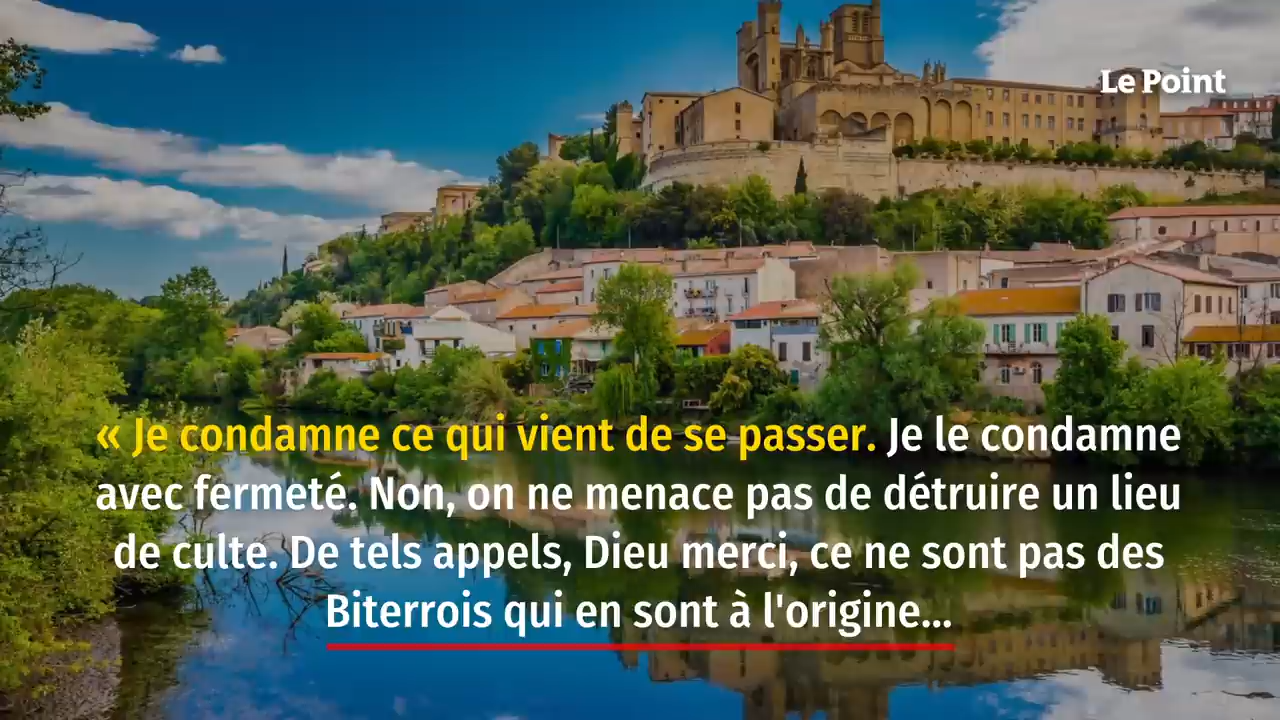 Le Point
« Je condamne ce qui vient de se passer. Je le condamne
avec fermeté. Non, on ne menace pas de détruire un lieu
de culte. De tels appels, Dieu merci, ce ne sont pas des
Biterrois qui en sont à l'origine...